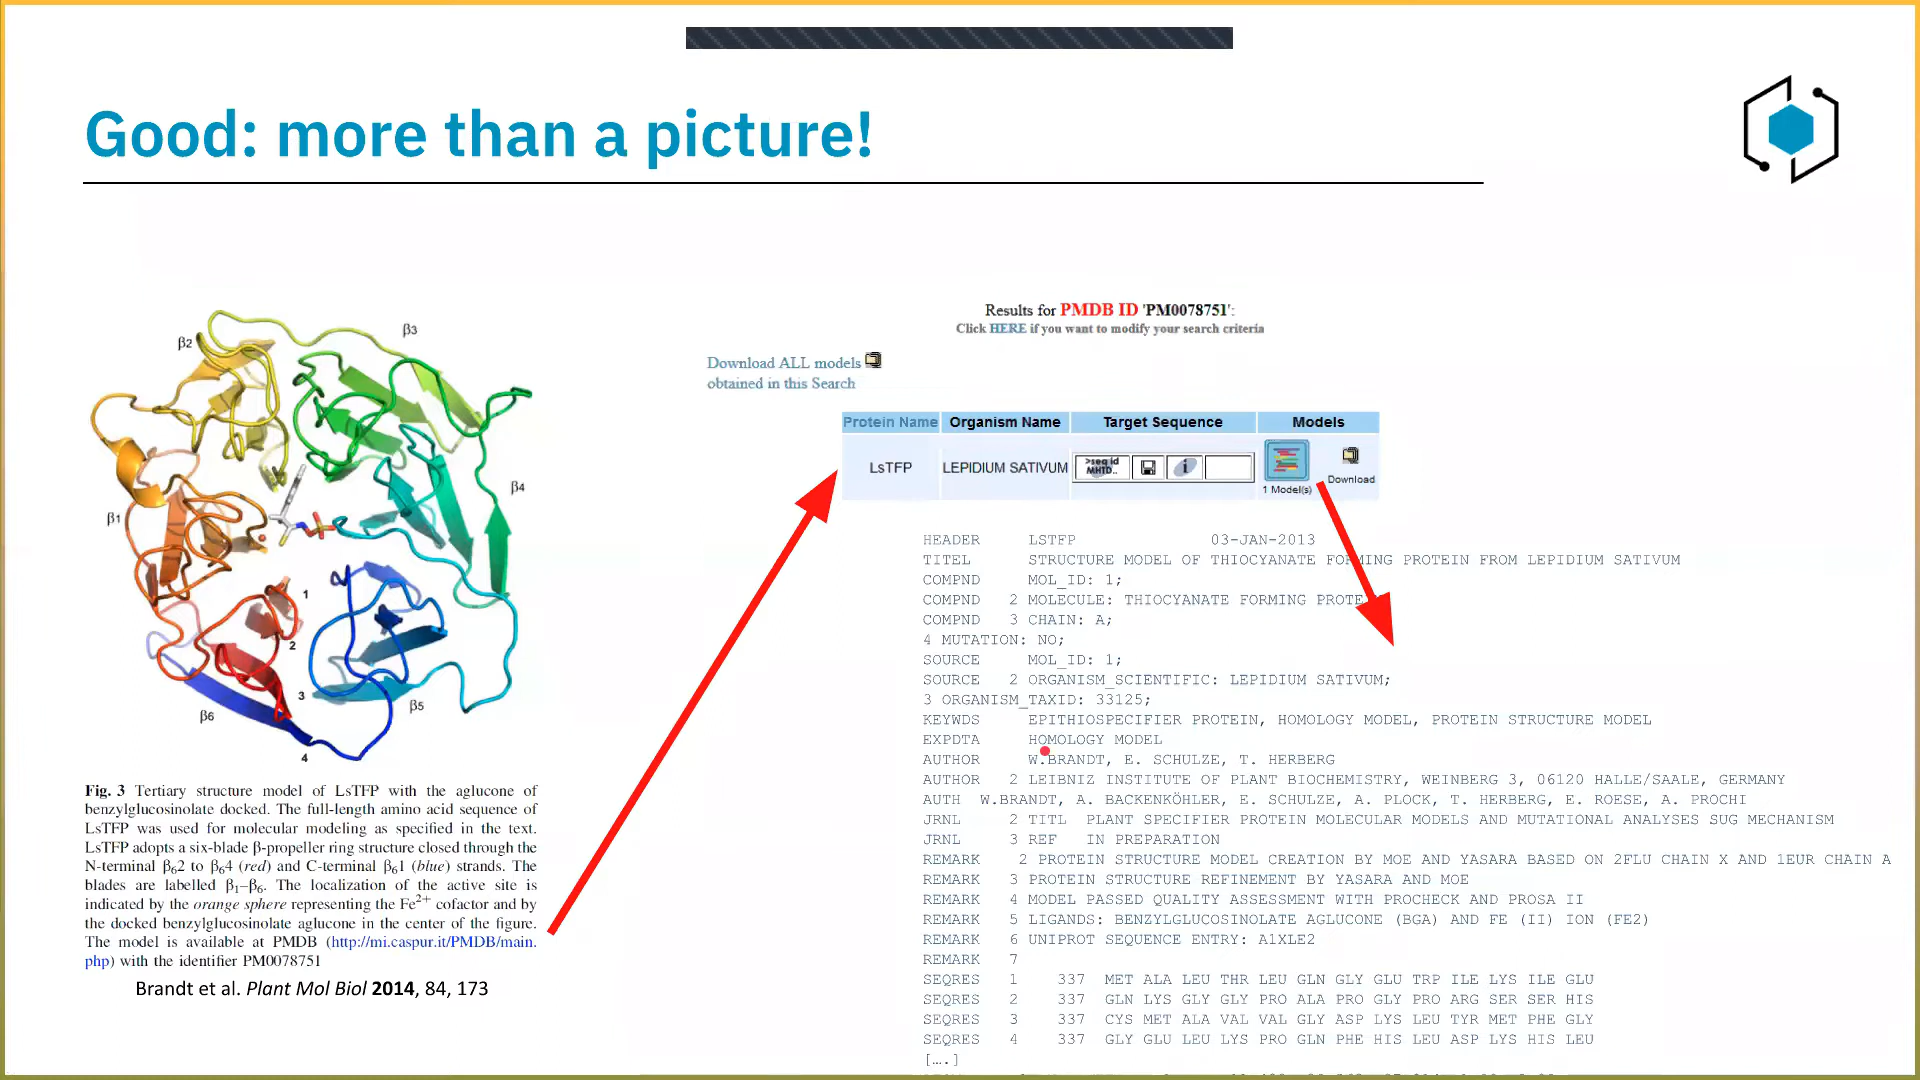 Good: more than a picture!
β2
β3
β1
β4
1
2
3
β5
β6
4
Fig. 3 Tertiary structure model of LsTFP with the aglucone of
benzylglucosinolate docked. The full-length amino acid sequence of
LsTFP was used for molecular modeling as specified in the text.
LsTFP adopts a six-blade β-propeller ring structure closed through the
N-terminal β62 to β64 (red) and C-terminal β61 (blue) strands. The
blades are labelled β1–β6. The localization of the active site is
indicated by the orange sphere representing the Fe2+ cofactor and by
the docked benzylglucosinolate aglucone in the center of the figure.
The model is available at PMDB (http://mi.caspur.it/PMDB/main.
php) with the identifier PM0078751
Brandt et al. Plant Mol Biol 2014, 84, 173
Results for PMDB ID 'PM0078751':
Click HERE if you want to modify your search criteria
Download ALL models
obtained in this Search
Protein Name Organism Name Target Sequence Models
LsTFP LEPIDIUM SATIVUM >seq id MHTD.. i
1 Model(s) Download
HEADER LSTFP 03-JAN-2013
TITEL STRUCTURE MODEL OF THIOCYANATE FORMING PROTEIN FROM LEPIDIUM SATIVUM
COMPND MOL_ID: 1;
COMPND 2 MOLECULE: THIOCYANATE FORMING PROTE
COMPND 3 CHAIN: A;
4 MUTATION: NO;
SOURCE MOL_ID: 1;
SOURCE 2 ORGANISM_SCIENTIFIC: LEPIDIUM SATIVUM;
3 ORGANISM_TAXID: 33125;
KEYWDS EPITHIOSPECIFIER PROTEIN, HOMOLOGY MODEL, PROTEIN STRUCTURE MODEL
EXPDTA HOMOLOGY MODEL
AUTHOR W.BRANDT, E. SCHULZE, T. HERBERG
AUTHOR 2 LEIBNIZ INSTITUTE OF PLANT BIOCHEMISTRY, WEINBERG 3, 06120 HALLE/SAALE, GERMANY
AUTH W.BRANDT, A. BACKENKÖHLER, E. SCHULZE, A. PLOCK, T. HERBERG, E. ROESE, A. PROCHI
JRNL 2 TITL PLANT SPECIFIER PROTEIN MOLECULAR MODELS AND MUTATIONAL ANALYSES SUG MECHANISM
JRNL 3 REF IN PREPARATION
REMARK 2 PROTEIN STRUCTURE MODEL CREATION BY MOE AND YASARA BASED ON 2FLU CHAIN X AND 1EUR CHAIN A
REMARK 3 PROTEIN STRUCTURE REFINEMENT BY YASARA AND MOE
REMARK 4 MODEL PASSED QUALITY ASSESSMENT WITH PROCHECK AND PROSA II
REMARK 5 LIGANDS: BENZYLGLUCOSINOLATE AGLUCONE (BGA) AND FE (II) ION (FE2)
REMARK 6 UNIPROT SEQUENCE ENTRY: A1XLE2
REMARK 7
SEQRES 1 337 MET ALA LEU THR LEU GLN GLY GLU TRP ILE LYS ILE GLU
SEQRES 2 337 GLN LYS GLY GLY PRO ALA PRO GLY PRO ARG SER SER HIS
SEQRES 3 337 CYS MET ALA VAL VAL GLY ASP LYS LEU TYR MET PHE GLY
SEQRES 4 337 GLY GLU LEU LYS PRO GLN PHE HIS LEU ASP LYS HIS LEU
[….]